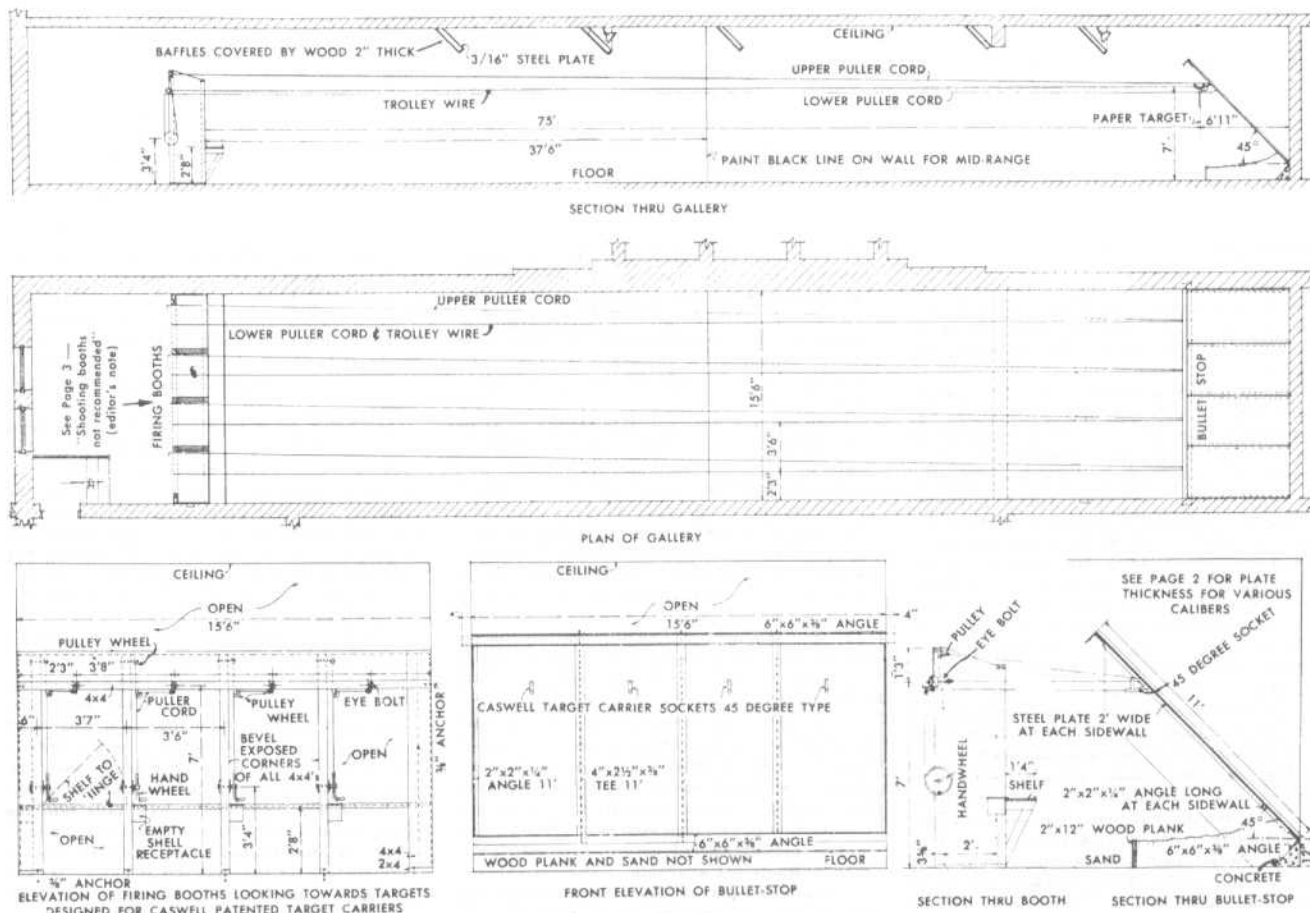 CEILING
BAFFLES COVERED BY WOOD 2" THICK
3/16" STEEL PLATE
UPPER PULLER CORD
TROLLEY WIRE
LOWER PULLER CORD
75'
PAPER TARGET
6'11"
37'6"
3'4"
2'8"
PAINT BLACK LINE ON WALL FOR MID-RANGE
7'
45°
FLOOR
SECTION THRU GALLERY
UPPER PULLER CORD
LOWER PULLER CORD ¢ TROLLEY WIRE
See Page 3 —
"Shooting booths
not recommended"
(editor's note)
FIRING BOOTHS
15'6"
3'6"
2'3"
BULLET STOP
PLAN OF GALLERY
CEILING
OPEN
15'6"
PULLEY WHEEL
2'3" 3'8"
4x4
PULLER
CORD
PULLEY
WHEEL
EYE BOLT
6"
3'7"
3'6"
7'
BEVEL
EXPOSED
CORNERS
OF ALL 4x4's
OPEN
⅜" ANCHOR
SHELF TO
HINGE
HAND
WHEEL
OPEN
EMPTY
SHELL
RECEPTACLE
3'4"
2'8"
4x4
2x4
⅜" ANCHOR
ELEVATION OF FIRING BOOTHS LOOKING TOWARDS TARGETS
DESIGNED FOR CASWELL PATENTED TARGET CARRIERS
CEILING
OPEN
4"
15'6"
6"x6"x⅜" ANGLE
CASWELL TARGET CARRIER SOCKETS 45 DEGREE TYPE
2"x2"x¼"
ANGLE 11'
4"x2½"x⅜"
TEE 11'
6"x6"x⅜" ANGLE
WOOD PLANK AND SAND NOT SHOWN
FLOOR
FRONT ELEVATION OF BULLET-STOP
SEE PAGE 2 FOR PLATE
THICKNESS FOR VARIOUS
CALIBERS
PULLEY
EYE BOLT
1'3"
45 DEGREE SOCKET
11'
STEEL PLATE 2' WIDE
AT EACH SIDEWALL
7'
HANDWHEEL
1'4"
SHELF
2"x2"x¼" ANGLE LONG
AT EACH SIDEWALL
2"x12" WOOD PLANK
45°
6"x6"x⅜" ANGLE
SAND
3⅝"
2'
CONCRETE
SECTION THRU BOOTH
SECTION THRU BULLET-STOP